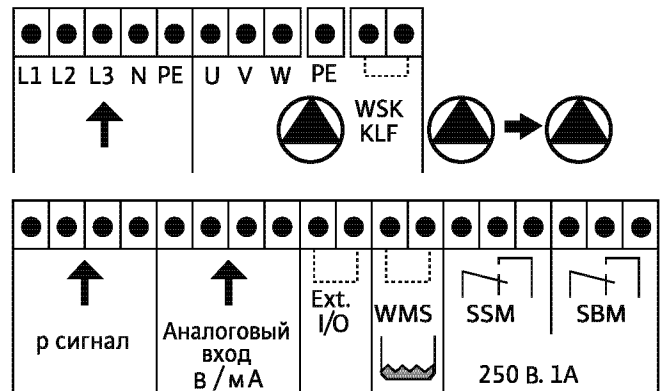 L1 L2 L3 N PE U V W PE
WSK
KLF
р сигнал
Аналоговый
вход
В / мА
Ext.
I/O
WMS
SSM
SBM
250 В. 1А